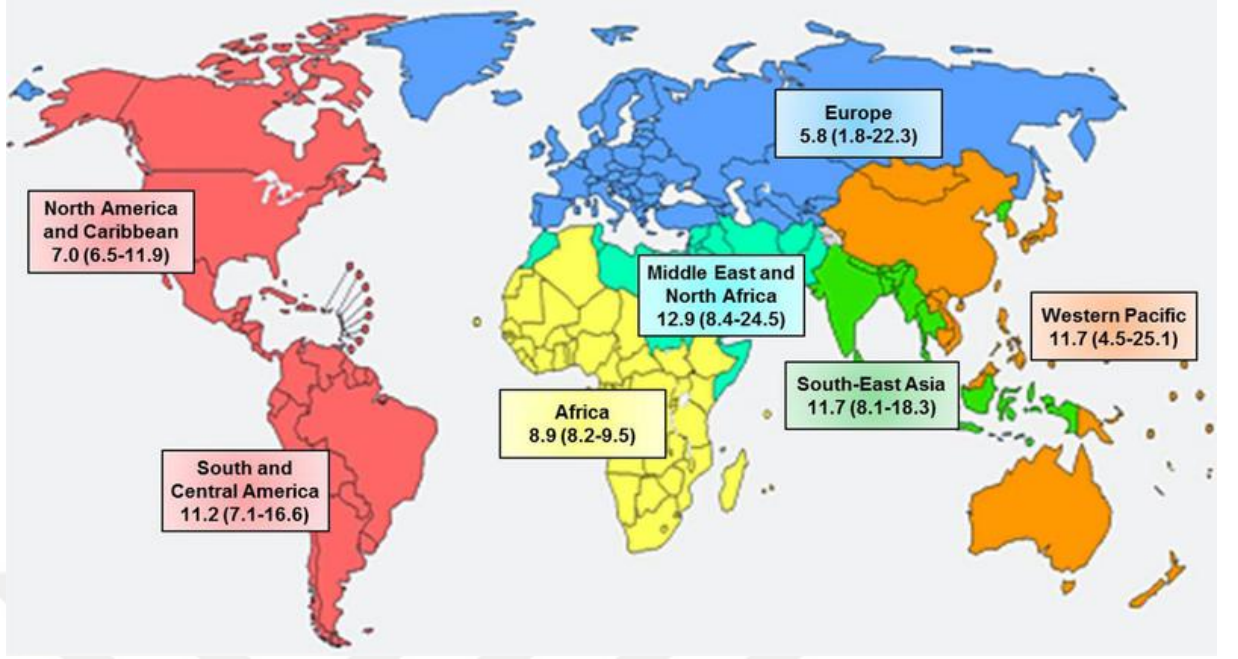 Europe
5.8 (1.8-22.3)
North America
and Caribbean
7.0 (6.5-11.9)
Middle East and
North Africa
12.9 (8.4-24.5)
Western Pacific
11.7 (4.5-25.1)
South-East Asia
11.7 (8.1-18.3)
Africa
8.9 (8.2-9.5)
South and
Central America
11.2 (7.1-16.6)